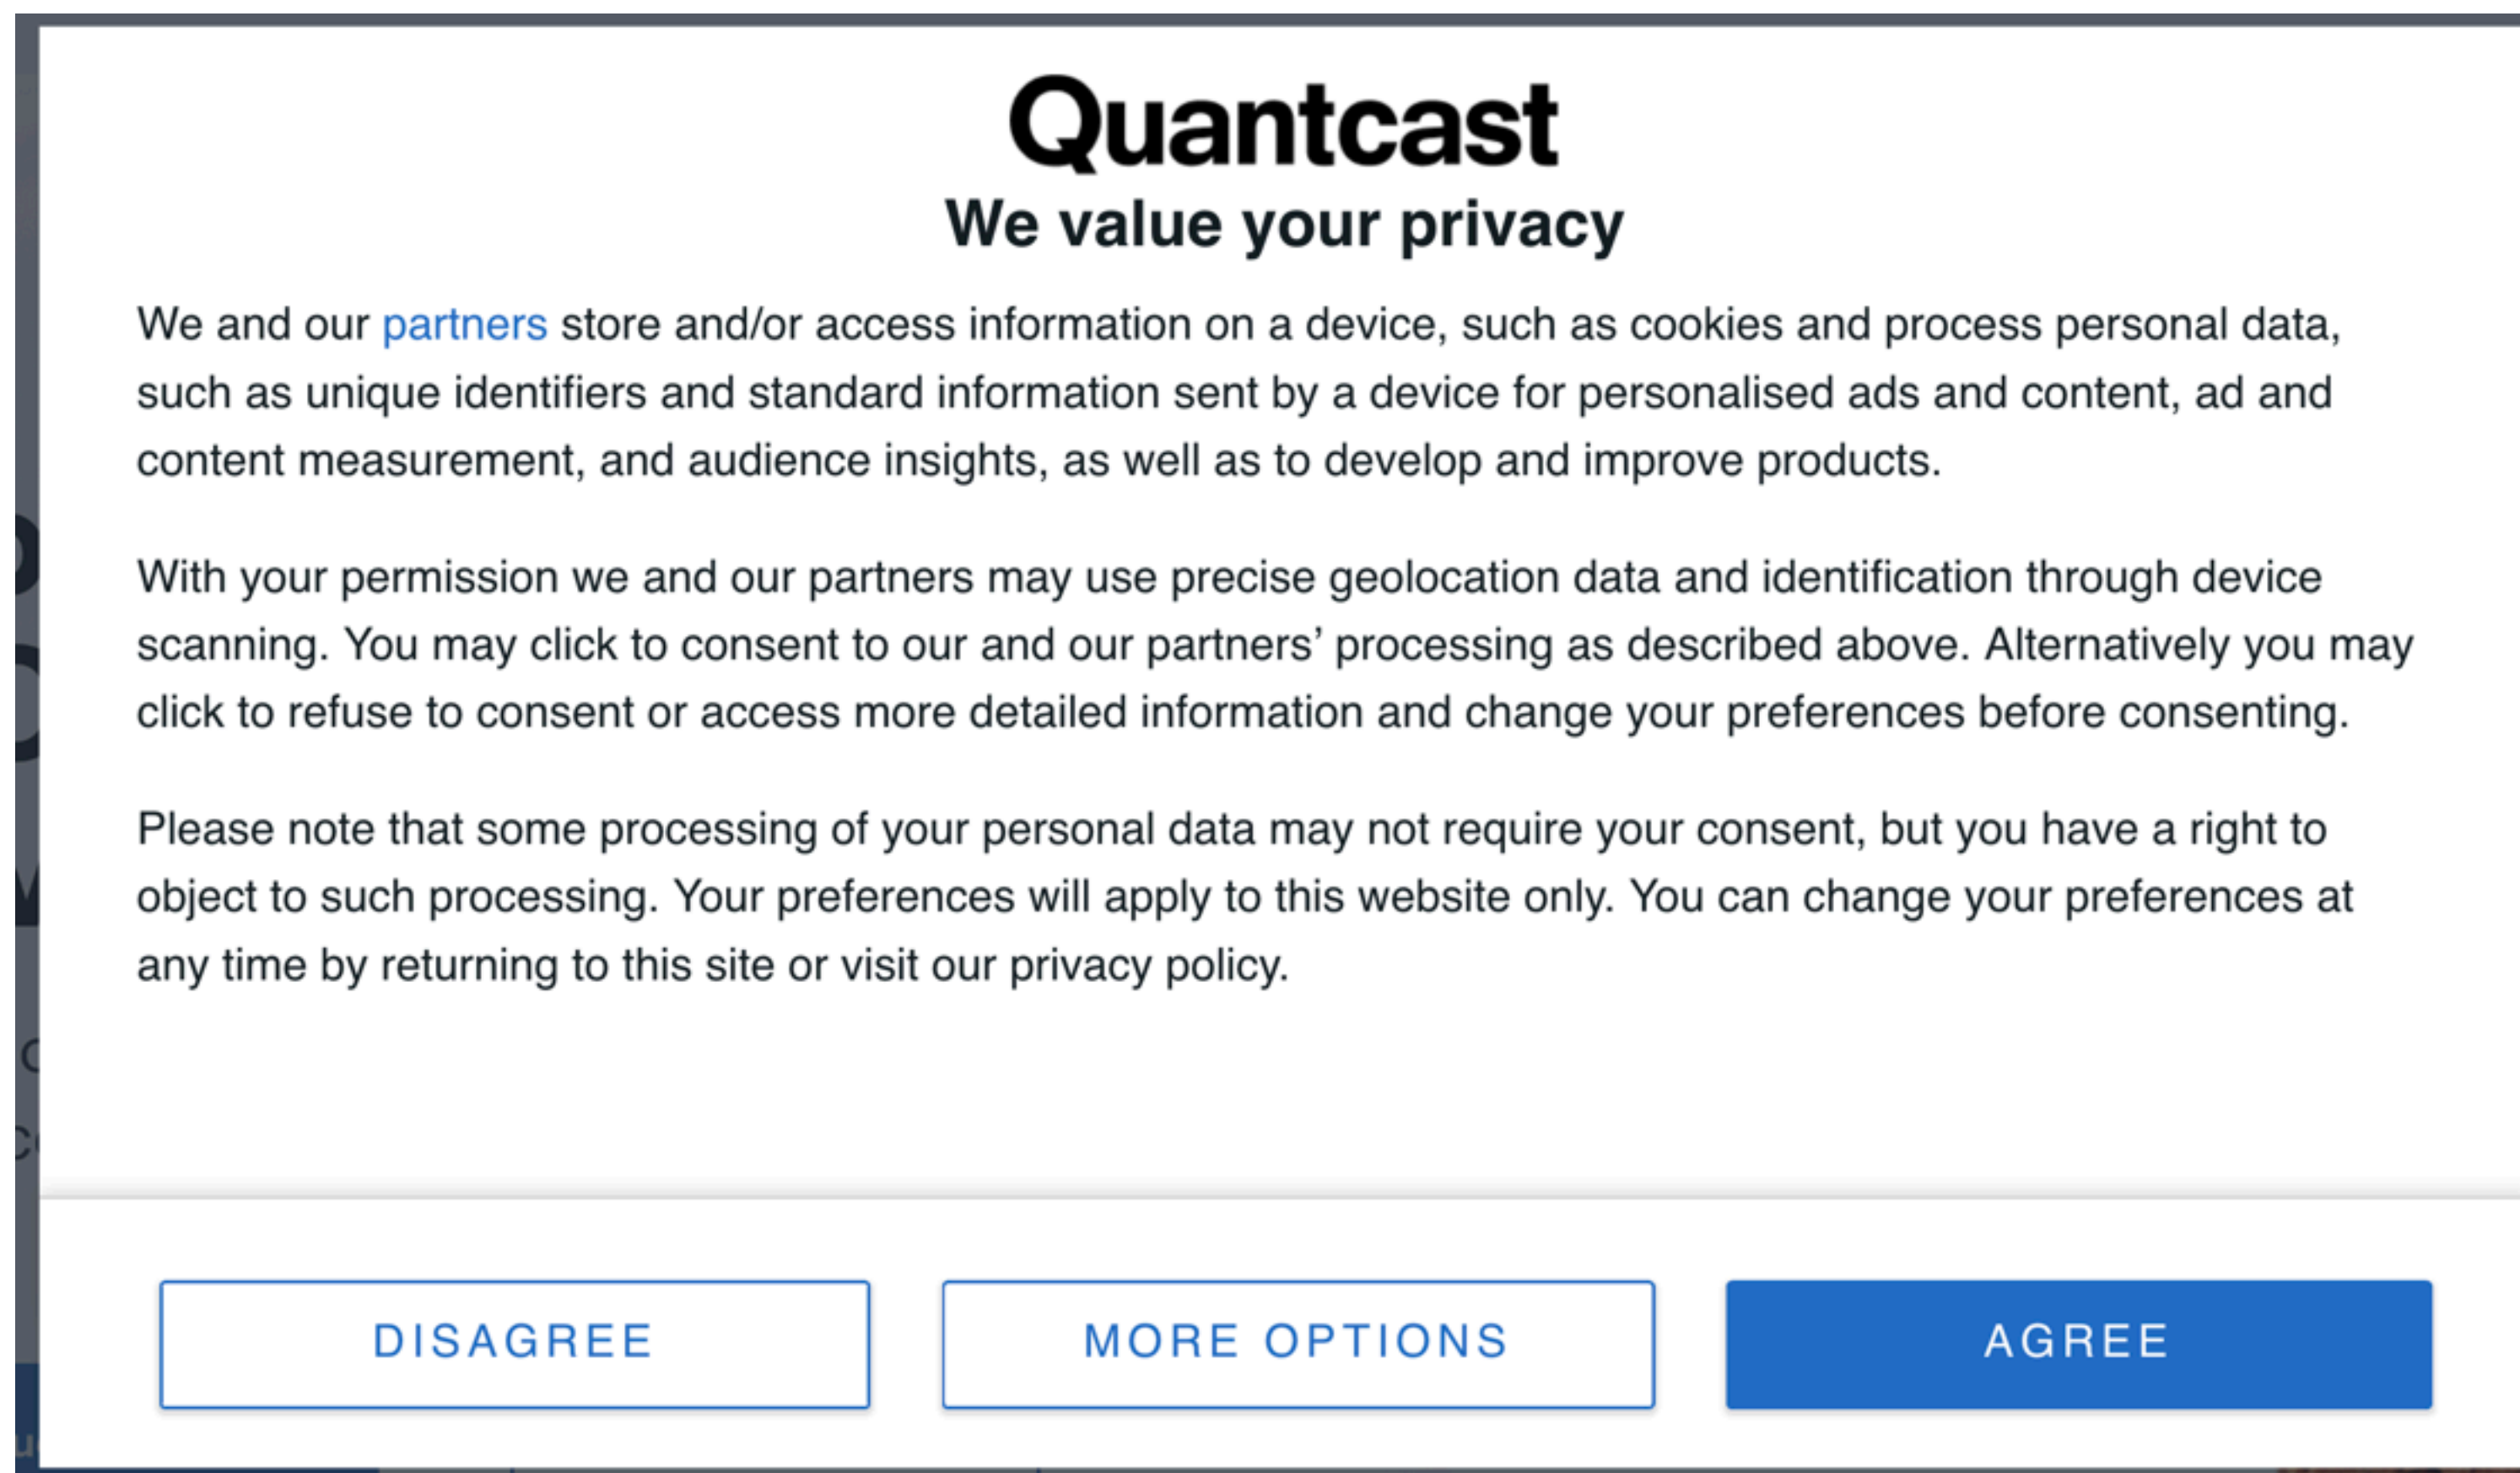 Quantcast
We value your privacy
We and our partners store and/or access information on a device, such as cookies and process personal data,
such as unique identifiers and standard information sent by a device for personalised ads and content, ad and
content measurement, and audience insights, as well as to develop and improve products.
With your permission we and our partners may use precise geolocation data and identification through device
scanning. You may click to consent to our and our partners’ processing as described above. Alternatively you may
click to refuse to consent or access more detailed information and change your preferences before consenting.
Please note that some processing of your personal data may not require your consent, but you have a right to
object to such processing. Your preferences will apply to this website only. You can change your preferences at
any time by returning to this site or visit our privacy policy.
DISAGREE
MORE OPTIONS
AGREE